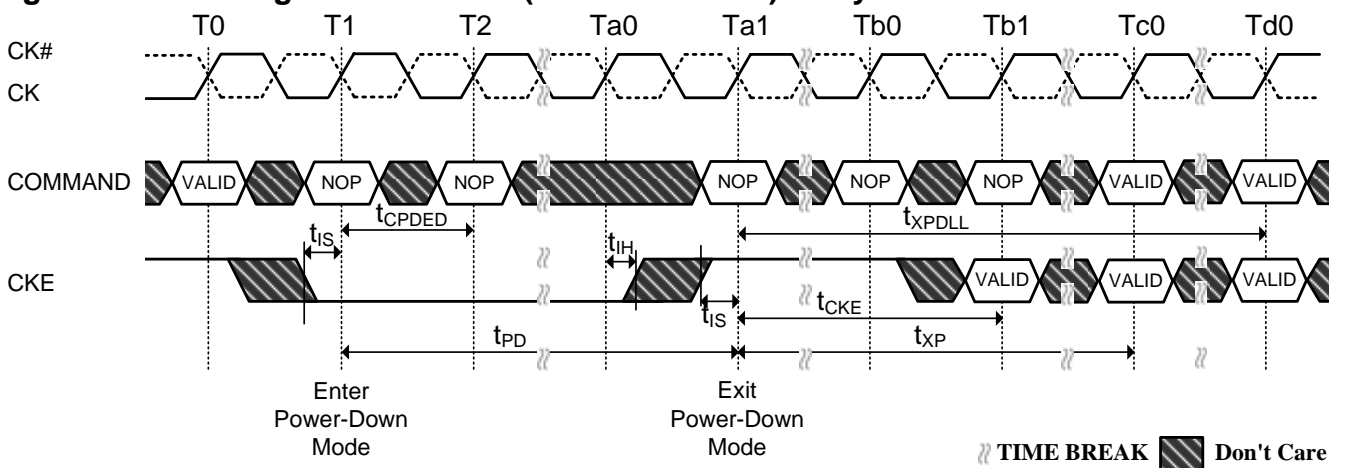 T0 T1 T2 Ta0 Ta1 Tb0 Tb1 Tc0 Td0
CK#
CK
COMMAND VALID NOP NOP NOP NOP NOP VALID VALID
tCPDED tXPDLL
tIS tIH
CKE VALID VALID VALID
tIS tCKE
tPD tXP
Enter
Power-Down
Mode
Exit
Power-Down
Mode
TIME BREAK Don't Care